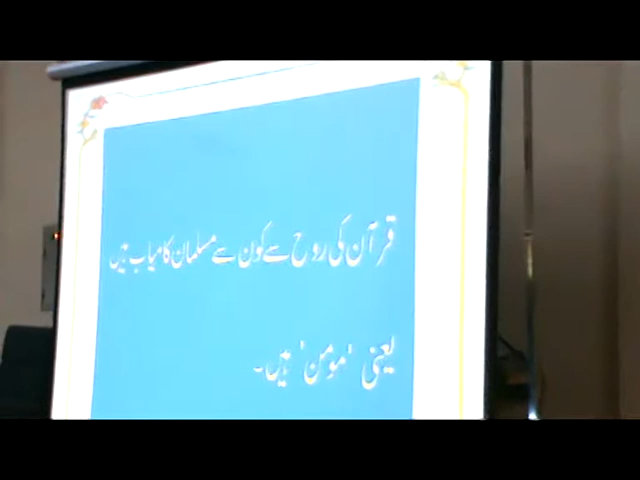 قرآن کی روح سے کون سے مسلمان کامیاب ہیں
یعنی 'مومن' ہیں۔